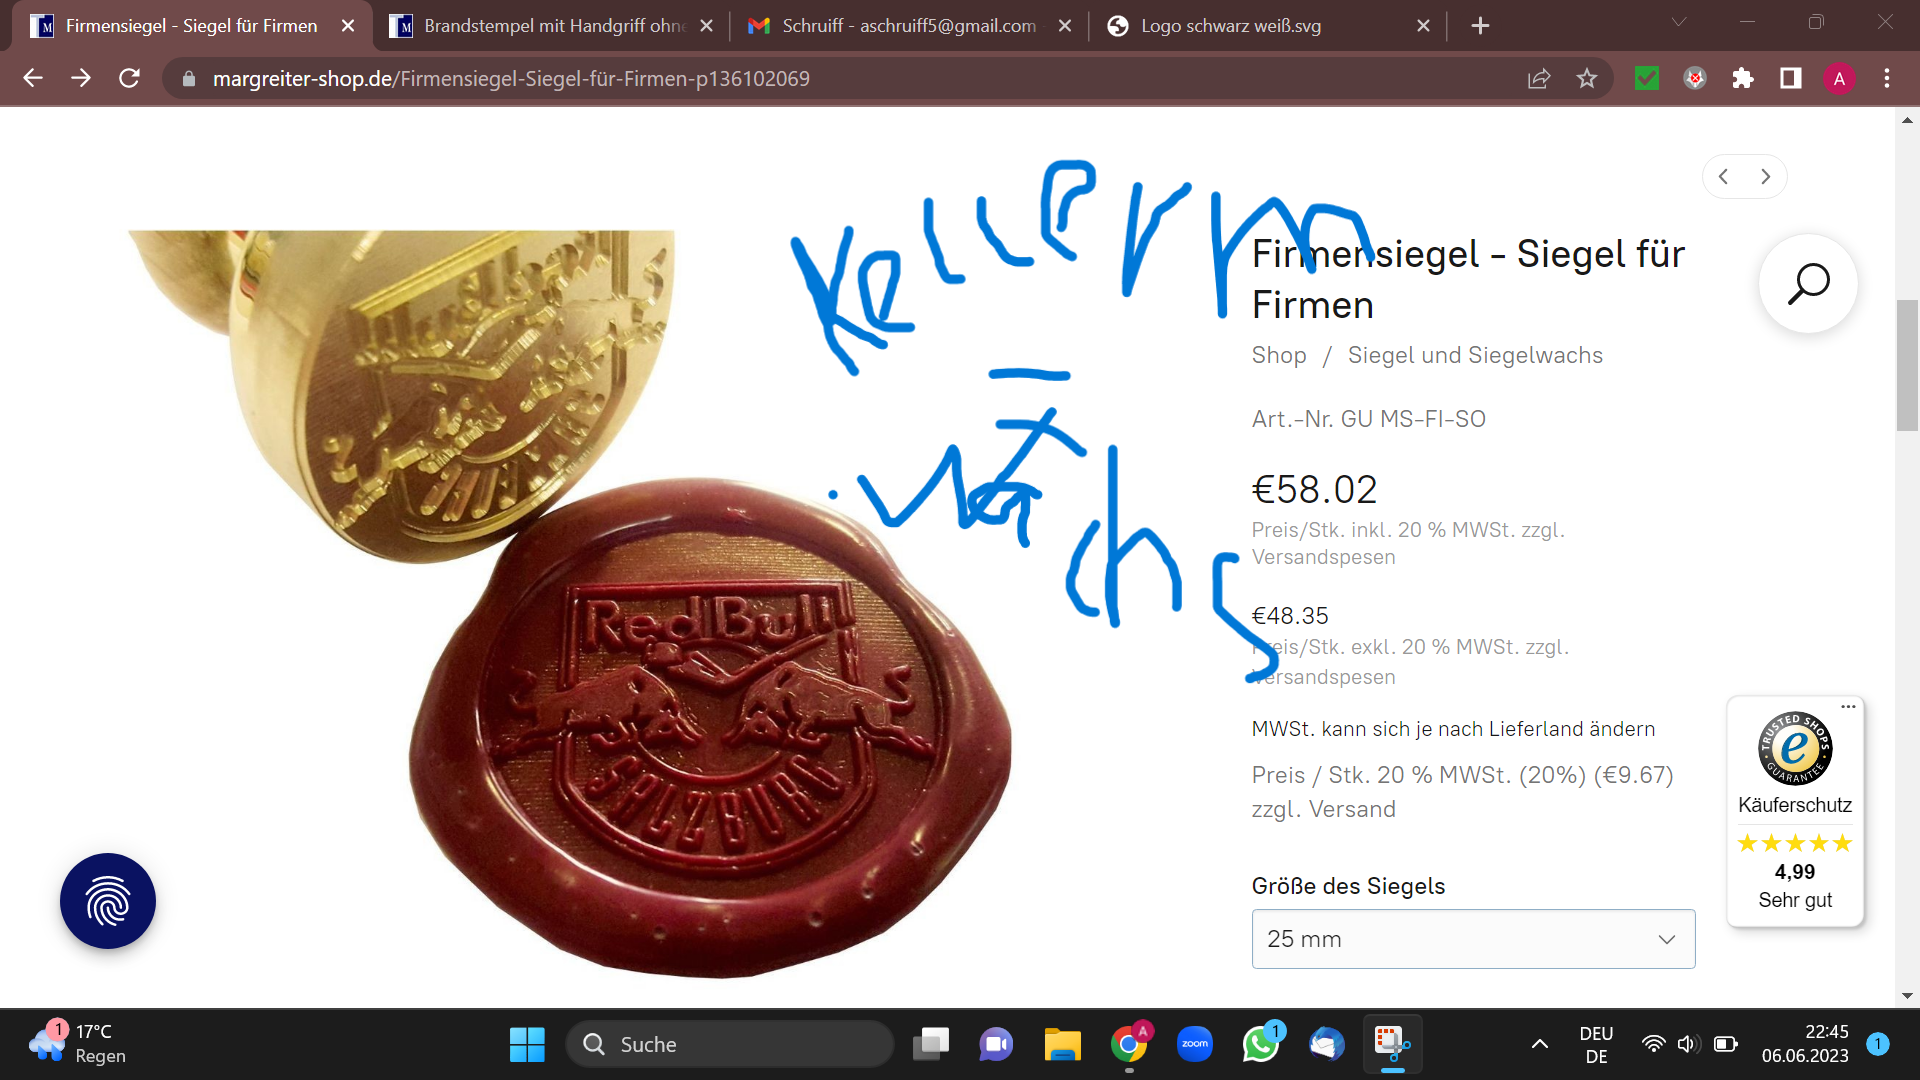 Firmensiegel - Siegel für Firmen
Brandstempel mit Handgriff ohne
Schruiff - aschruiff5@gmail.com
Logo schwarz weiß.svg
margreiter-shop.de/Firmensiegel-Siegel-für-Firmen-p136102069
A
Kellerm
wachs
Firmensiegel - Siegel für
Firmen
Shop / Siegel und Siegelwachs
Art.-Nr. GU MS-FI-SO
€58.02
Preis/Stk. inkl. 20 % MWSt. zzgl.
Versandspesen
€48.35
Preis/Stk. exkl. 20 % MWSt. zzgl.
Versandspesen
MWSt. kann sich je nach Lieferland ändern
Preis / Stk. 20 % MWSt. (20%) (€9.67)
zzgl. Versand
Größe des Siegels
25 mm
Red Bull
SALZBURG
TRUSTED SHOPS
GUARANTEE
e
Käuferschutz
4,99
Sehr gut
1
17°C
Regen
Suche
A
zoom
1
DEU
DE
22:45
06.06.2023
1